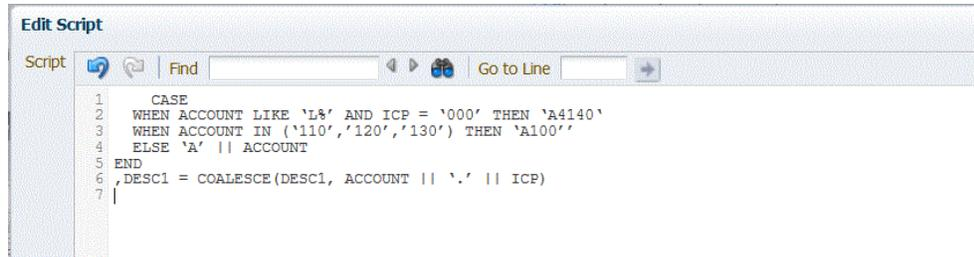 Edit Script
Script Find Go to Line
1 CASE
2 WHEN ACCOUNT LIKE ‘L%’ AND ICP = ‘000’ THEN ‘A4140‘
3 WHEN ACCOUNT IN (‘110’,’120’,’130’) THEN ‘A100’’
4 ELSE ‘A’ || ACCOUNT
5 END
6 ,DESC1 = COALESCE(DESC1, ACCOUNT || ‘.’ || ICP)
7